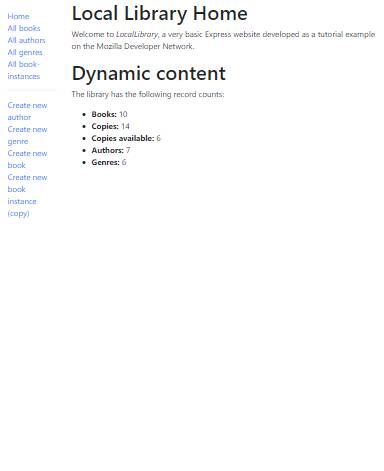 Home
All books
All authors
All genres
All book-
instances
Create new
author
Create new
genre
Create new
book
Create new
book
instance
(copy)
Local Library Home
Welcome to LocalLibrary, a very basic Express website developed as a tutorial example
on the Mozilla Developer Network.
Dynamic content
The library has the following record counts:
Books: 10
Copies: 14
Copies available: 6
Authors: 7
Genres: 6